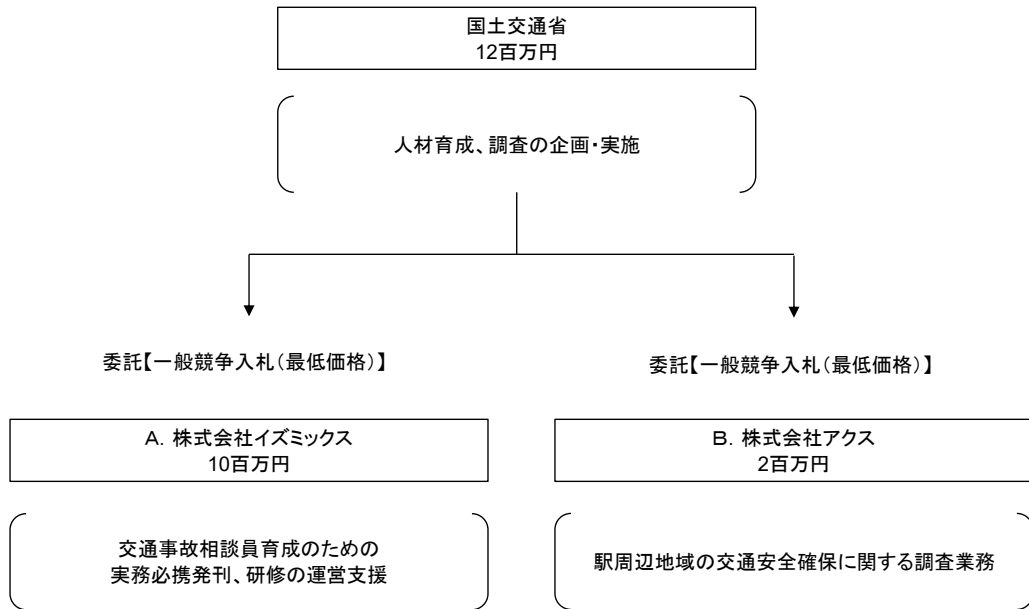 国土交通省
12百万円
人材育成、調査の企画・実施
委託【一般競争入札（最低価格）】
委託【一般競争入札（最低価格）】
A．株式会社イズミックス
10百万円
B．株式会社アクス
2百万円
交通事故相談員育成のための
実務必携発刊、研修の運営支援
駅周辺地域の交通安全確保に関する調査業務